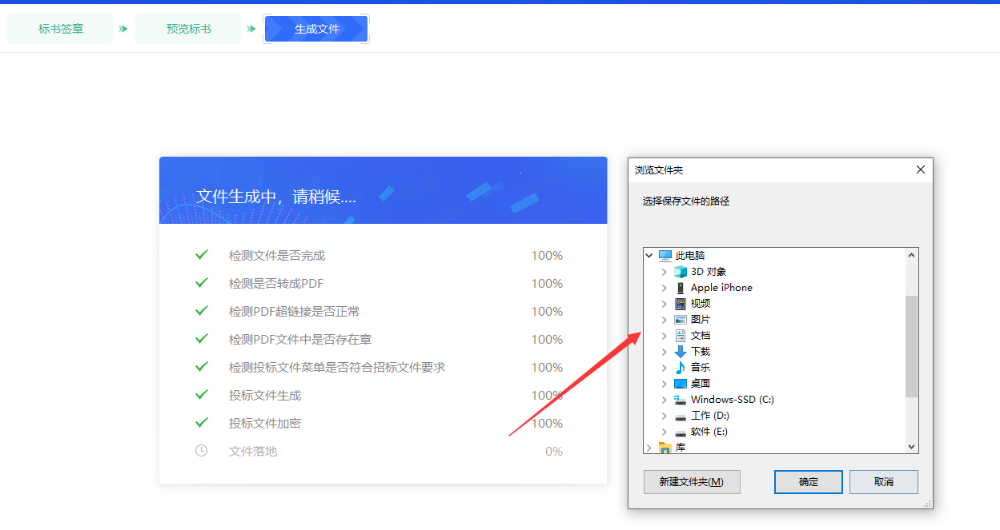 标书签章
预览标书
生成文件
文件生成中，请稍候....
检测文件是否完成 100%
检测是否转成PDF 100%
检测PDF超链接是否正常 100%
检测PDF文件中是否存在章 100%
检测投标文件菜单是否符合招标文件要求 100%
投标文件生成 100%
投标文件加密 100%
文件落地 0%
浏览文件夹
选择保存文件的路径
此电脑
3D 对象
Apple iPhone
视频
图片
文档
下载
音乐
桌面
Windows-SSD (C:)
工作 (D:)
软件 (E:)
库
新建文件夹(M)
确定
取消